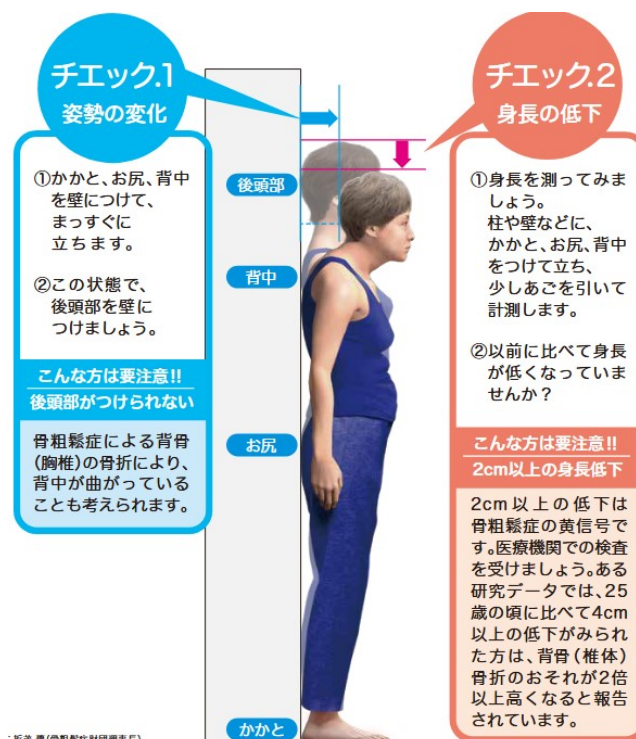 チエック.1
姿勢の変化
①かかと、お尻、背中
を壁につけて、
まっすぐに
立ちます。
②この状態で、
後頭部を壁に
つけましょう。
こんな方は要注意!!
後頭部がつけられない
骨粗鬆症による背骨
(胸椎)の骨折により、
背中が曲がっている
ことも考えられます。
後頭部
背中
お尻
かかと
チエック.2
身長の低下
①身長を測ってみま
しょう。
柱や壁などに、
かかと、お尻、背中
をつけて立ち、
少しあごを引いて
計測します。
②以前に比べて身長
が低くなっていま
せんか?
こんな方は要注意!!
2cm以上の身長低下
2cm以上の低下は
骨粗鬆症の黄信号で
す。医療機関での検査
を受けましょう。ある
研究データでは、25
歳の頃に比べて4cm
以上の低下がみられ
た方は、背骨(椎体)
骨折のおそれが2倍
以上高くなると報告
されています。